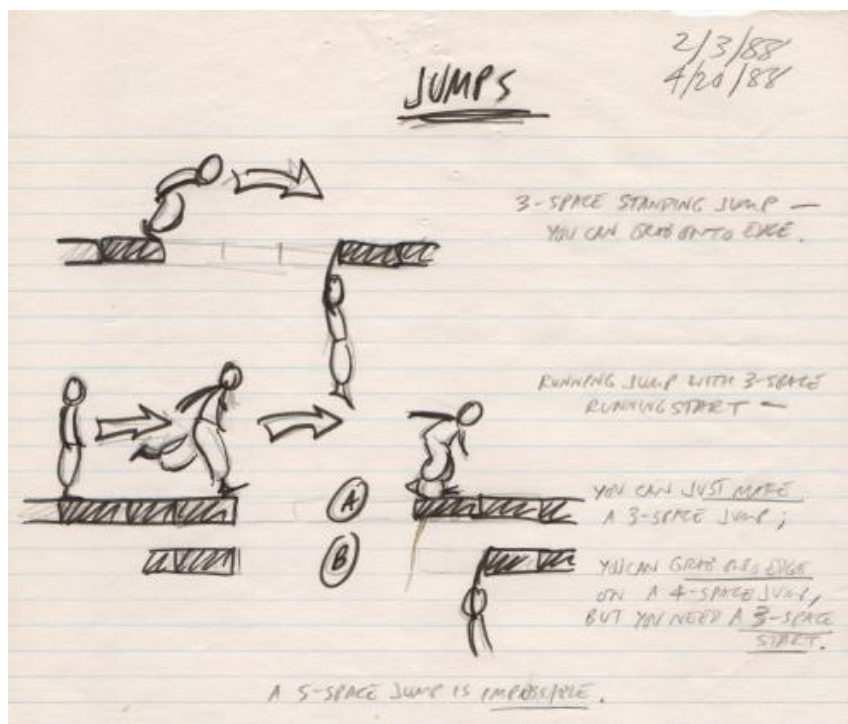 2/3/88
4/20/88
JUMPS
3-SPACE STANDING JUMP —
YOU CAN GRAB ONTO EDGE.
RUNNING JUMP WITH 3-SPACE
RUNNING START —
A
YOU CAN JUST MAKE
A 3-SPACE JUMP;
B
YOU CAN GRAB ONTO EDGE
ON A 4-SPACE JUMP,
BUT YOU NEED A 3-SPACE
START.
A 5-SPACE JUMP IS IMPOSSIBLE.